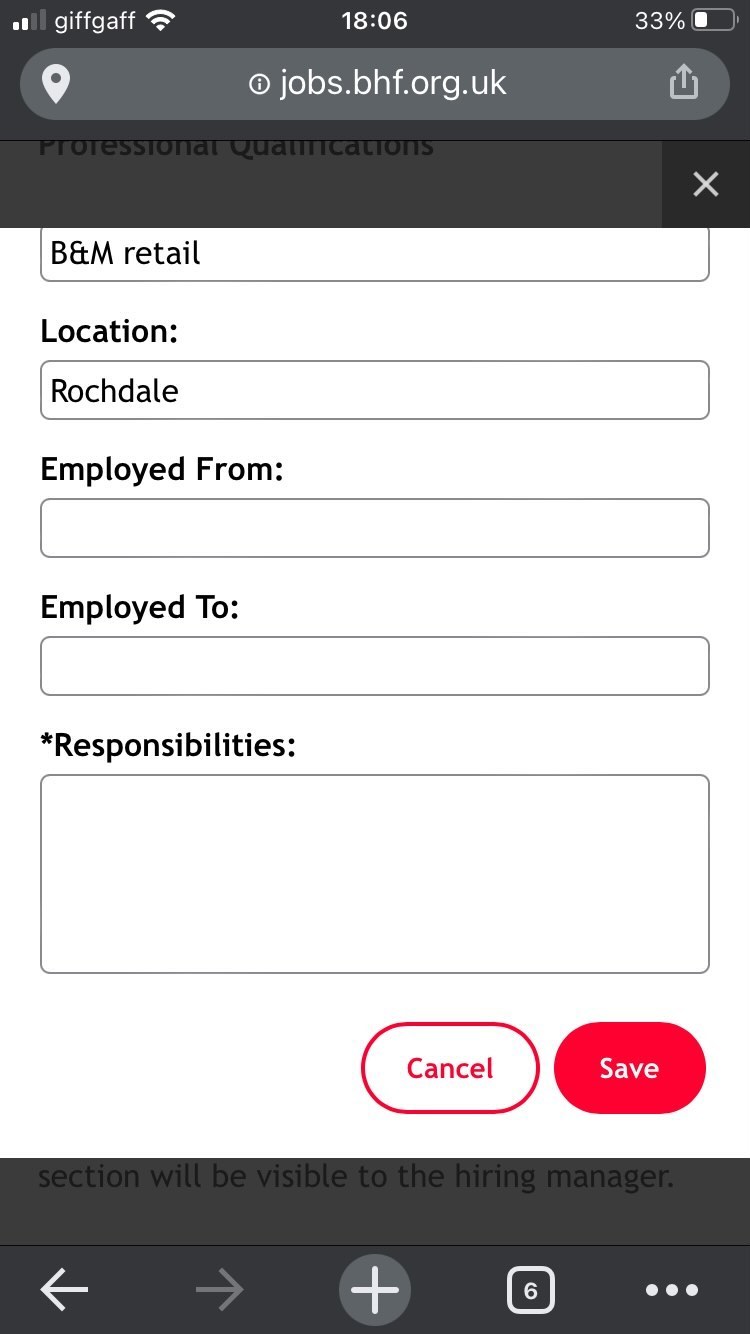 giffgaff 18:06 33%
jobs.bhf.org.uk
Professional Qualifications
B&M retail
Location:
Rochdale
Employed From:
Employed To:
*Responsibilities:
Cancel Save
section will be visible to the hiring manager.
6